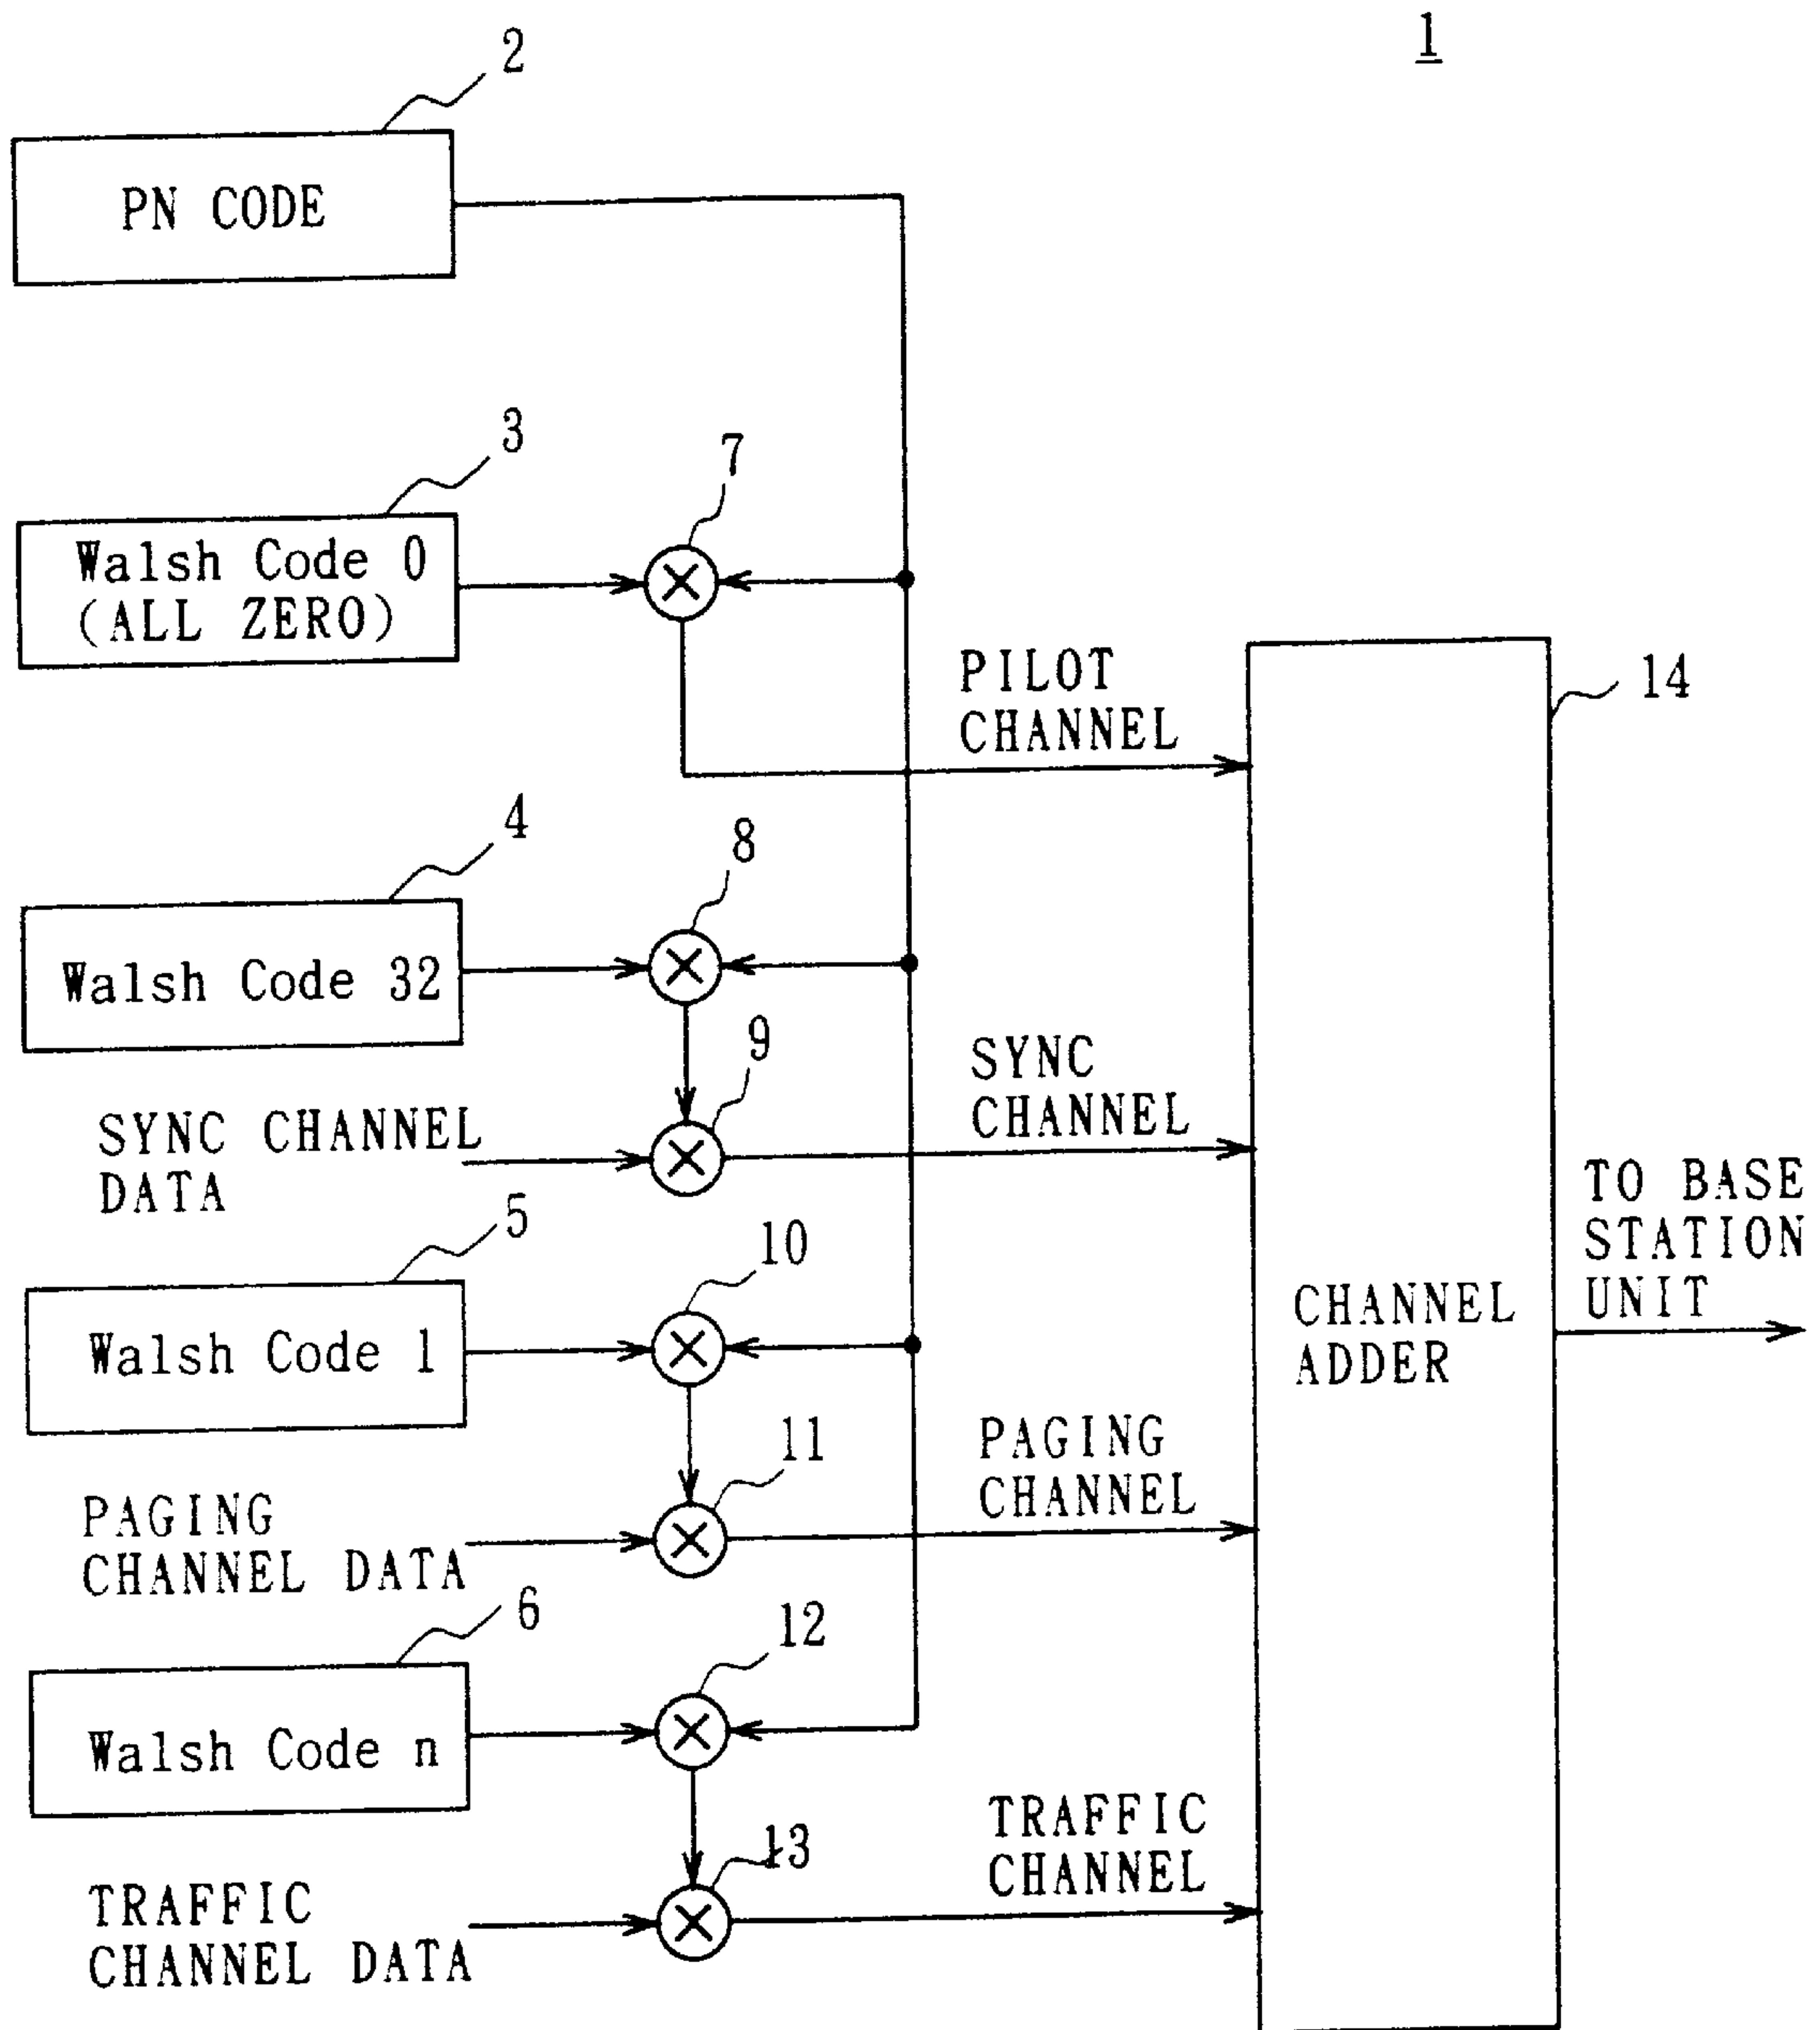 1
2
PN CODE
3
7
Walsh Code 0
(ALL ZERO)
PILOT
CHANNEL
14
4
8
Walsh Code 32
9
SYNC
CHANNEL
SYNC CHANNEL
DATA
TO BASE
STATION
UNIT
5
10
Walsh Code 1
CHANNEL
ADDER
11
PAGING
CHANNEL
PAGING
CHANNEL DATA
6
12
Walsh Code n
13
TRAFFIC
CHANNEL
TRAFFIC
CHANNEL DATA